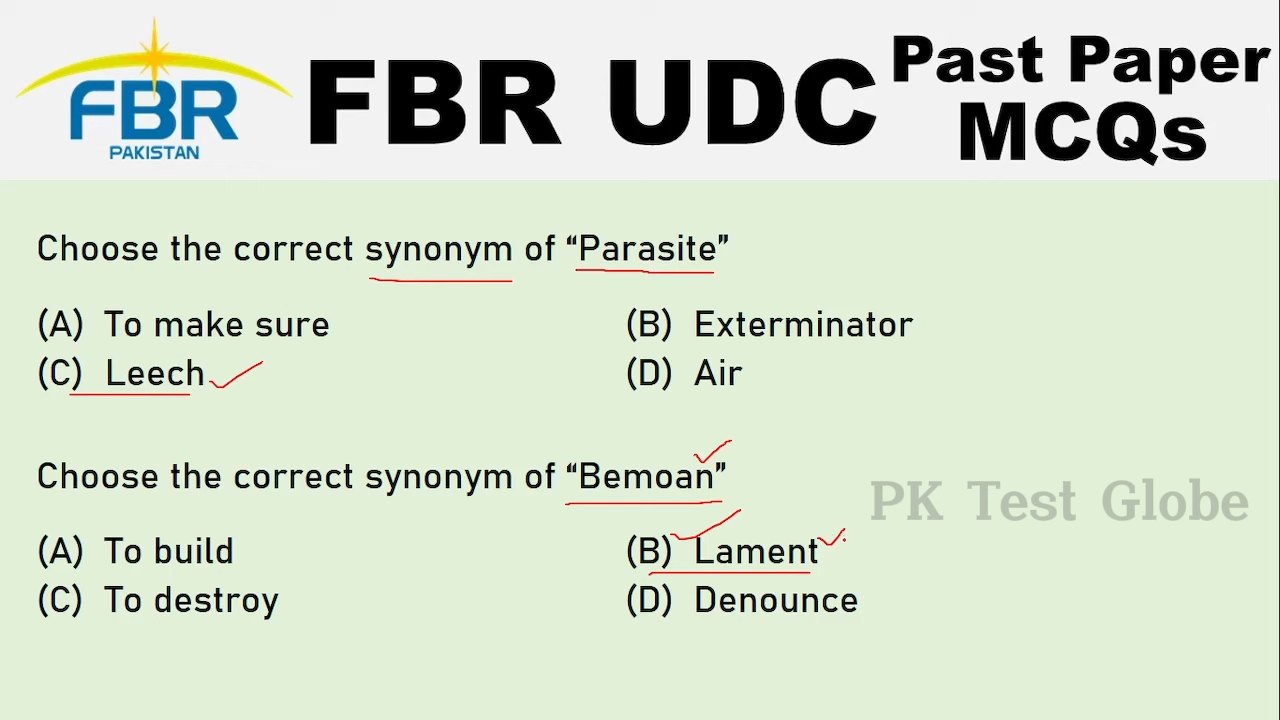 FBR
PAKISTAN
FBR UDC
Past Paper
MCQs
Choose the correct synonym of “Parasite”
(A) To make sure
(B) Exterminator
(C) Leech
(D) Air
Choose the correct synonym of “Bemoan”
PK Test Globe
(A) To build
(B) Lament
(C) To destroy
(D) Denounce